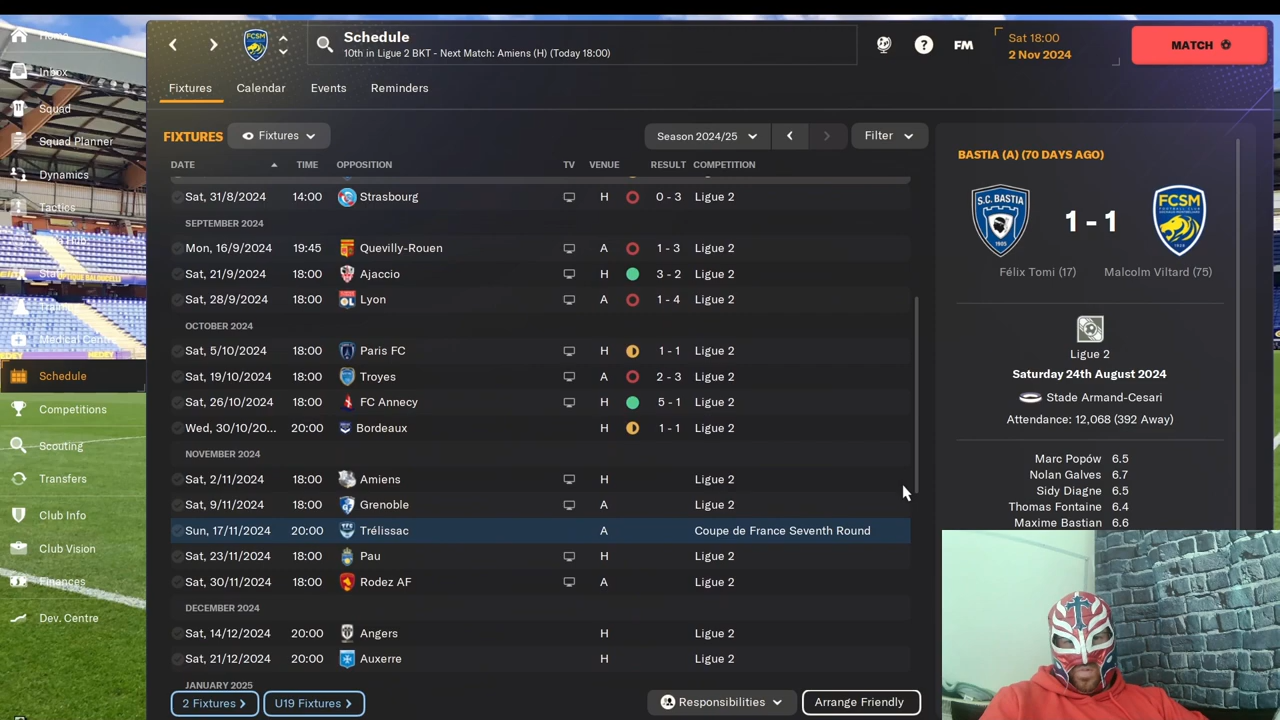 Home
Schedule
10th in Ligue 2 BKT - Next Match: Amiens (H) (Today 18:00)
FCSM
?
FM
Sat 18:00
2 Nov 2024
MATCH
Inbox
Squad
Squad Planner
Dynamics
Tactics
Staff
Schedule
Competitions
Scouting
Transfers
Club Info
Club Vision
Finances
Dev. Centre
Fixtures
Calendar
Events
Reminders
FIXTURES
Fixtures
Season 2024/25
Filter
DATE TIME OPPOSITION TV VENUE RESULT COMPETITION
Sat, 31/8/2024 14:00 Strasbourg H 0 - 3 Ligue 2
SEPTEMBER 2024
Mon, 16/9/2024 19:45 Quevilly-Rouen A 1 - 3 Ligue 2
Sat, 21/9/2024 18:00 Ajaccio H 3 - 2 Ligue 2
Sat, 28/9/2024 18:00 Lyon A 1 - 4 Ligue 2
OCTOBER 2024
Sat, 5/10/2024 18:00 Paris FC H 1 - 1 Ligue 2
Sat, 19/10/2024 18:00 Troyes A 2 - 3 Ligue 2
Sat, 26/10/2024 18:00 FC Annecy H 5 - 1 Ligue 2
Wed, 30/10/20... 20:00 Bordeaux H 1 - 1 Ligue 2
NOVEMBER 2024
Sat, 2/11/2024 18:00 Amiens H Ligue 2
Sat, 9/11/2024 18:00 Grenoble A Ligue 2
Sun, 17/11/2024 20:00 Trélissac A Coupe de France Seventh Round
Sat, 23/11/2024 18:00 Pau H Ligue 2
Sat, 30/11/2024 18:00 Rodez AF A Ligue 2
DECEMBER 2024
Sat, 14/12/2024 20:00 Angers H Ligue 2
Sat, 21/12/2024 20:00 Auxerre H Ligue 2
JANUARY 2025
2 Fixtures >
U19 Fixtures >
Responsibilities
Arrange Friendly
BASTIA (A) (70 DAYS AGO)
S.C. BASTIA
1905
1 - 1
FCSM
Félix Tomi (17)
Malcolm Viltard (75)
Ligue 2
Saturday 24th August 2024
Stade Armand-Cesari
Attendance: 12,068 (392 Away)
Marc Popów 6.5
Nolan Galves 6.7
Sidy Diagne 6.5
Thomas Fontaine 6.4
Maxime Bastian 6.6